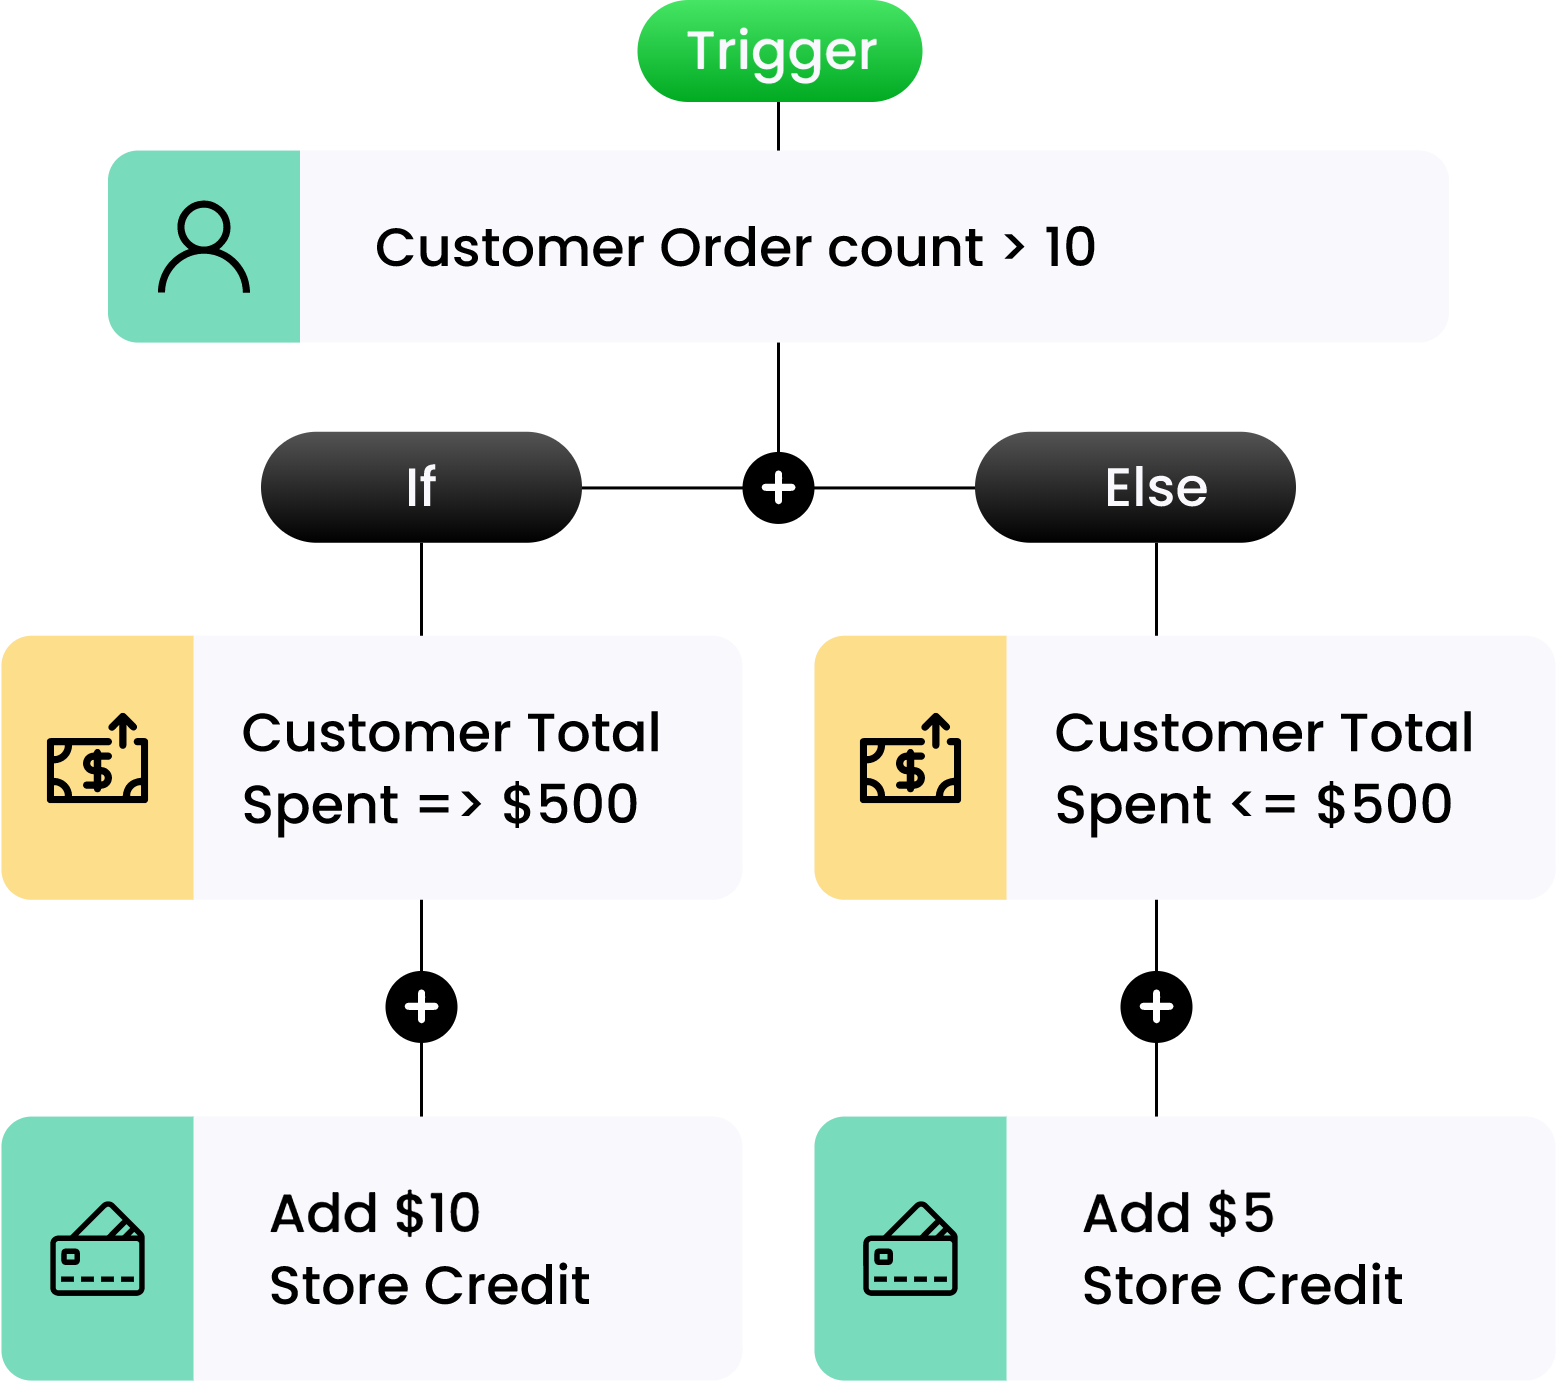 Trigger
Customer Order count > 10
If
Else
Customer Total
Spent => $500
Customer Total
Spent <= $500
Add $10
Store Credit
Add $5
Store Credit